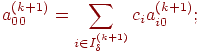 a_{00}^{(k+1)} = \sum_{i \in I_\delta^{(k+1)}} c_i a_{i0}^{(k+1)};